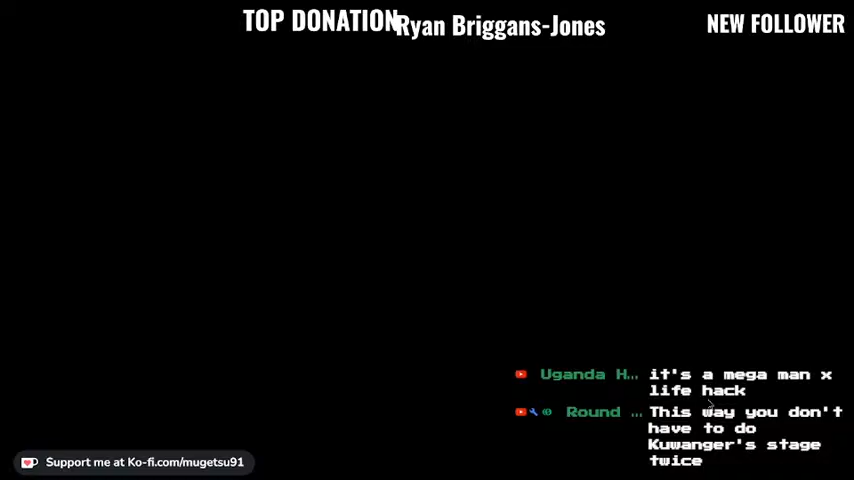 TOP DONATION
Ryan Briggans-Jones
NEW FOLLOWER
Uganda H... it's a mega man x
life hack
Round ... This way you don't
have to do
Kuwanger's stage
twice
Support me at Ko-fi.com/mugetsu91